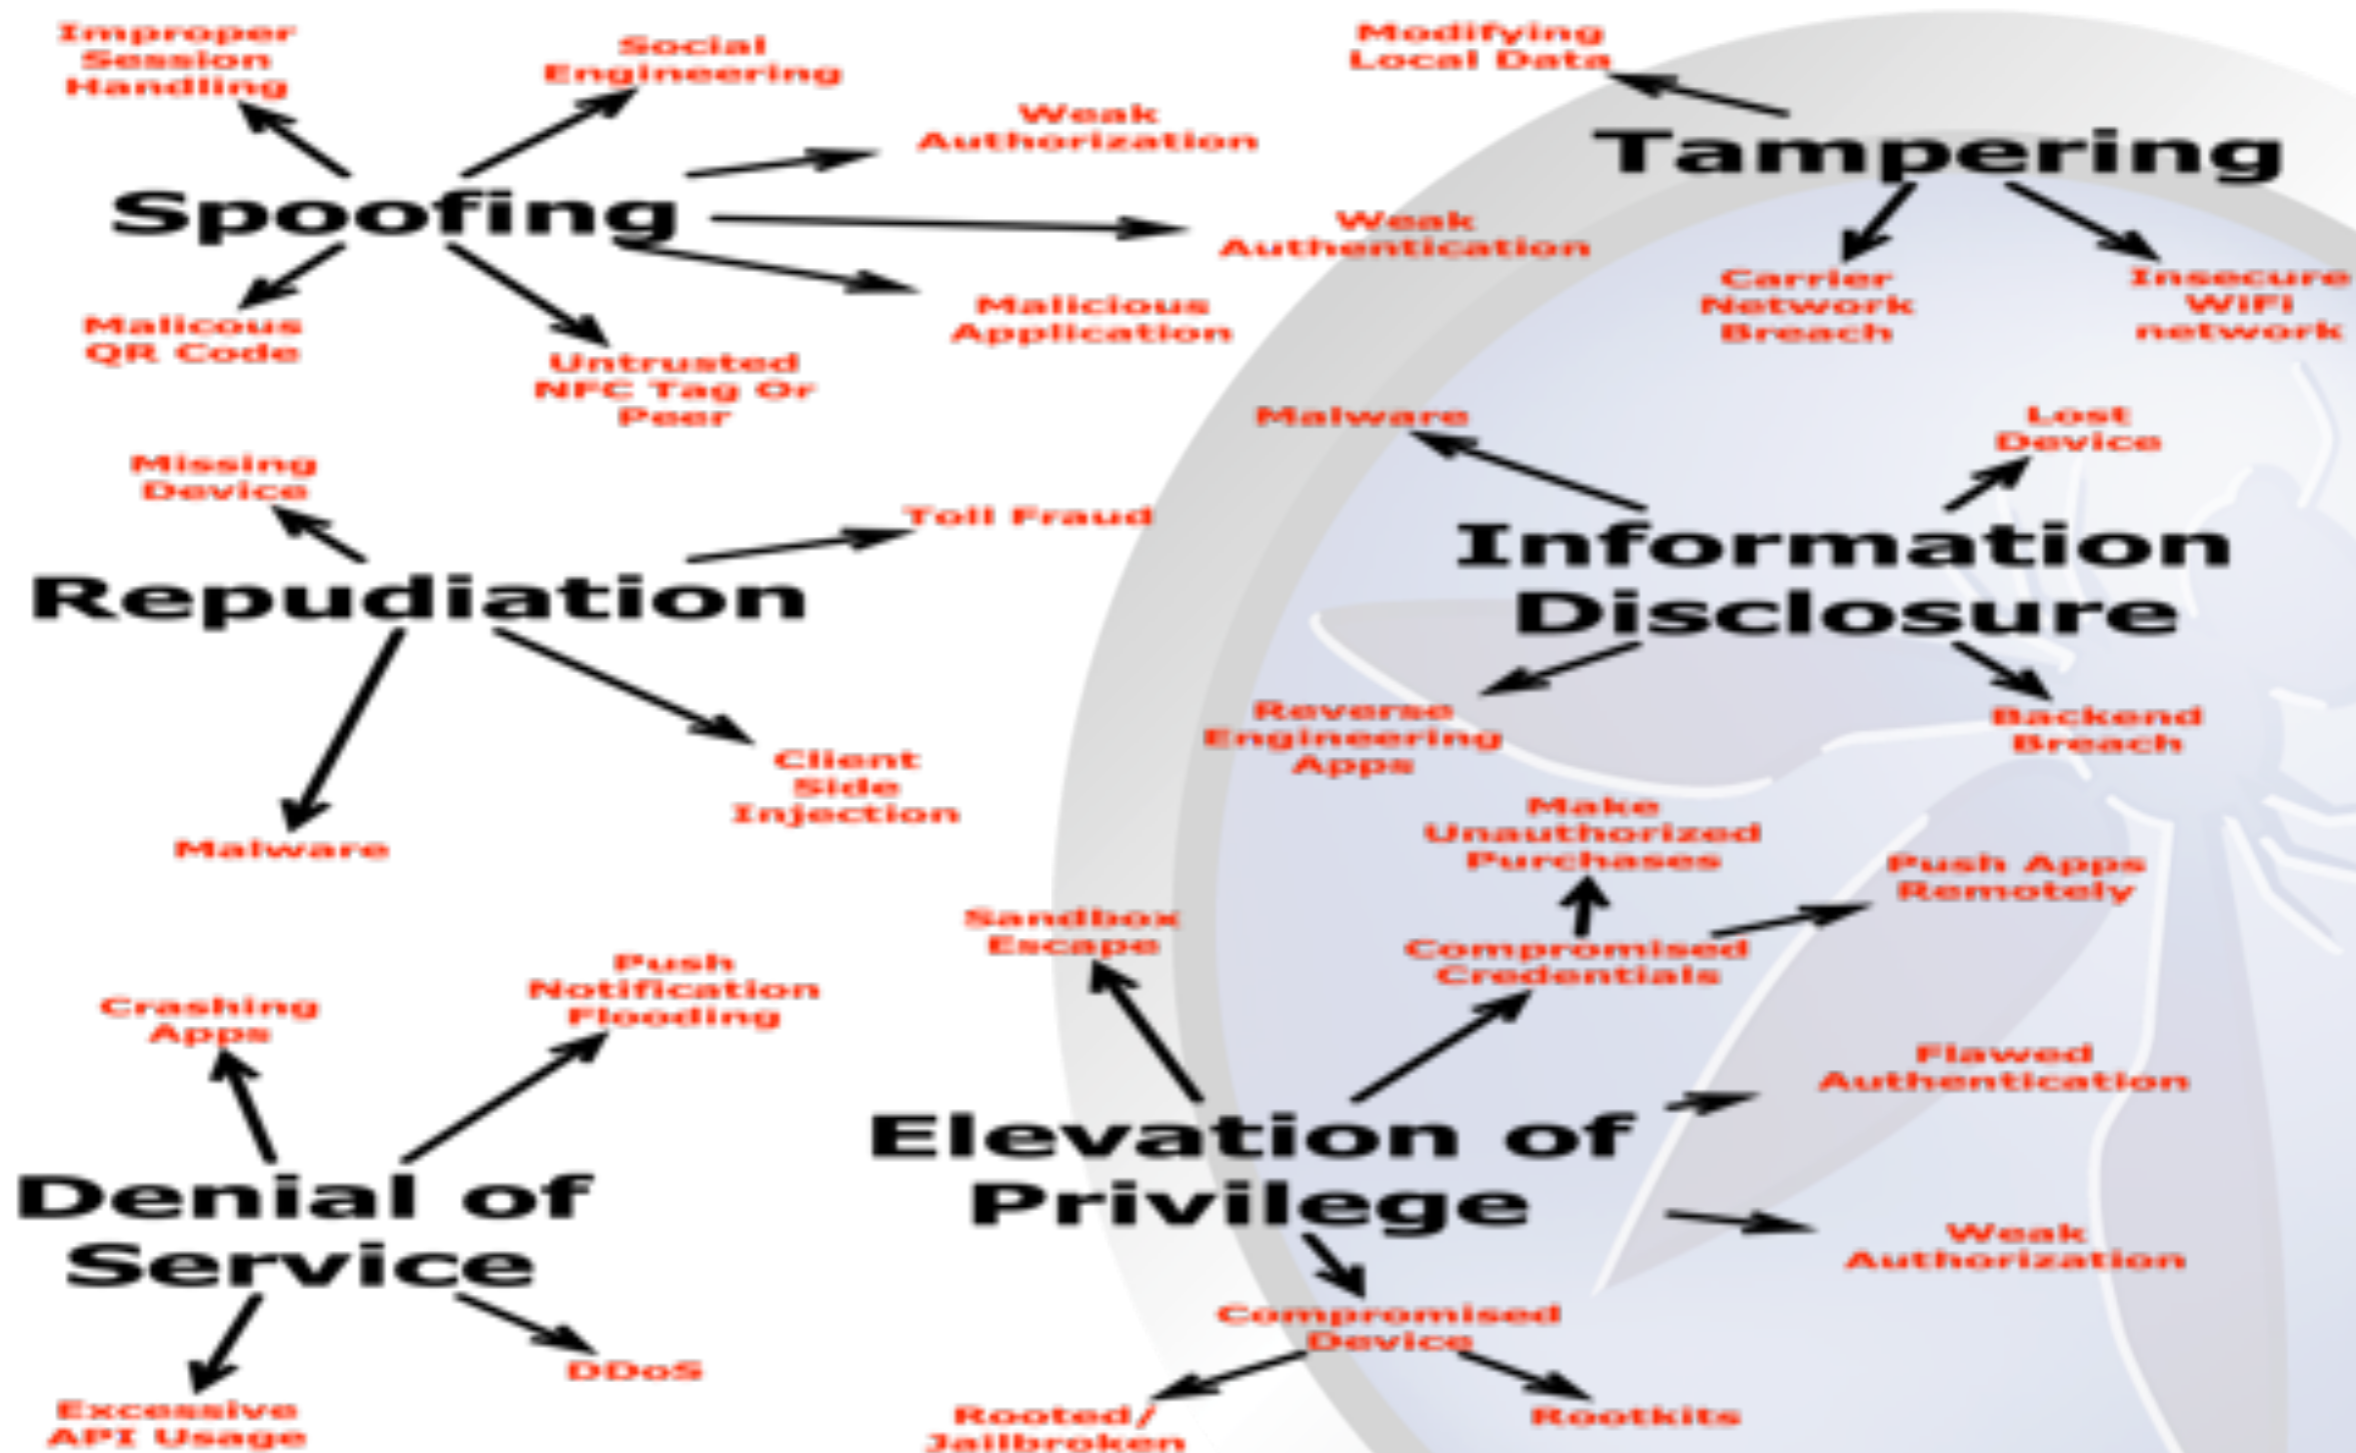 Improper
Session
Handling
Social
Engineering
Weak
Authorization
Spoofing
Weak
Authentication
Malicious
Application
Malicous
QR Code
Untrusted
NFC Tag Or
Peer
Modifying
Local Data
Tampering
Carrier
Network
Breach
Insecure
WiFi
network
Missing
Device
Toll Fraud
Repudiation
Client
Side
Injection
Malware
Malware
Lost
Device
Information
Disclosure
Reverse
Engineering
Apps
Backend
Breach
Crashing
Apps
Push
Notification
Flooding
Denial of
Service
DDoS
Excessive
API Usage
Make
Unauthorized
Purchases
Push Apps
Remotely
Sandbox
Escape
Compromised
Credentials
Flawed
Authentication
Elevation of
Privilege
Weak
Authorization
Compromised
Device
Rooted/
Jailbroken
Rootkits